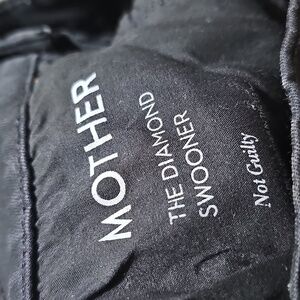 MOTHER
THE DIAMOND
SWOONER
Not Guilty